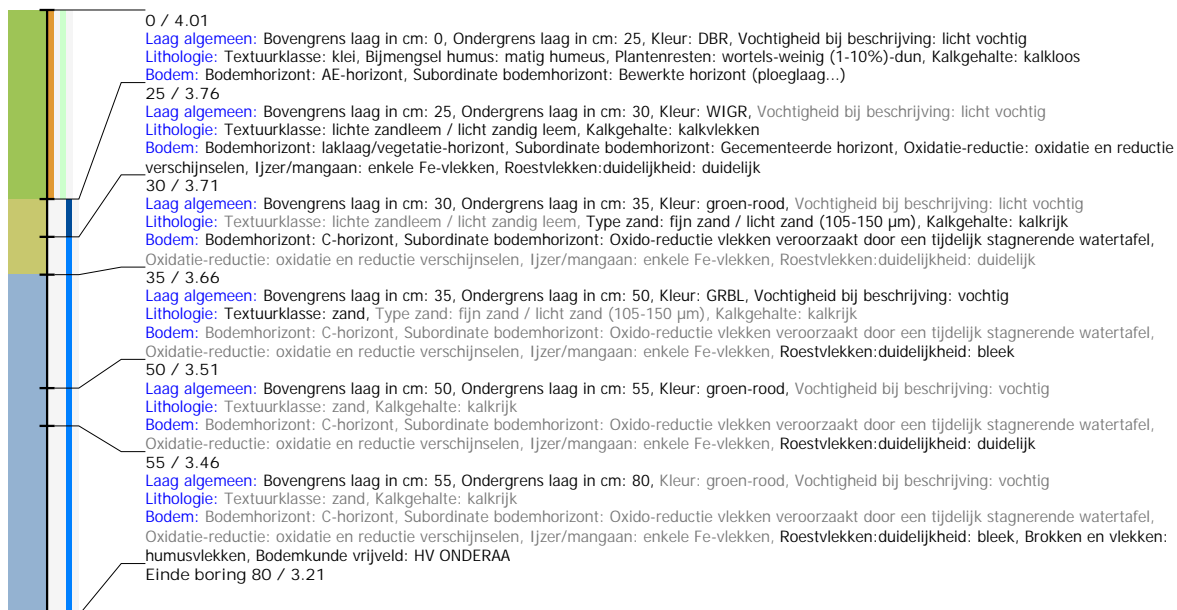 0 / 4.01
Laag algemeen: Bovengrens laag in cm: 0, Ondergrens laag in cm: 25, Kleur: DBR, Vochtigheid bij beschrijving: licht vochtig
Lithologie: Textuurklasse: klei, Bijmengsel humus: matig humeus, Plantenresten: wortels-weinig (1-10%)-dun, Kalkgehalte: kalkloos
Bodem: Bodemhorizont: AE-horizont, Subordinate bodemhorizont: Bewerkte horizont (ploeglaag...)
25 / 3.76
Laag algemeen: Bovengrens laag in cm: 25, Ondergrens laag in cm: 30, Kleur: WIGR, Vochtigheid bij beschrijving: licht vochtig
Lithologie: Textuurklasse: lichte zandleem / licht zandig leem, Kalkgehalte: kalkvlekken
Bodem: Bodemhorizont: laklaag/vegetatie-horizont, Subordinate bodemhorizont: Gecementeerde horizont, Oxidatie-reductie: oxidatie en reductie
verschijnselen, Ijzer/mangaan: enkele Fe-vlekken, Roestvlekken:duidelijkheid: duidelijk
30 / 3.71
Laag algemeen: Bovengrens laag in cm: 30, Ondergrens laag in cm: 35, Kleur: groen-rood, Vochtigheid bij beschrijving: licht vochtig
Lithologie: Textuurklasse: lichte zandleem / licht zandig leem, Type zand: fijn zand / licht zand (105-150 µm), Kalkgehalte: kalkrijk
Bodem: Bodemhorizont: C-horizont, Subordinate bodemhorizont: Oxido-reductie vlekken veroorzaakt door een tijdelijk stagnerende watertafel,
Oxidatie-reductie: oxidatie en reductie verschijnselen, Ijzer/mangaan: enkele Fe-vlekken, Roestvlekken:duidelijkheid: duidelijk
35 / 3.66
Laag algemeen: Bovengrens laag in cm: 35, Ondergrens laag in cm: 50, Kleur: GRBL, Vochtigheid bij beschrijving: vochtig
Lithologie: Textuurklasse: zand, Type zand: fijn zand / licht zand (105-150 µm), Kalkgehalte: kalkrijk
Bodem: Bodemhorizont: C-horizont, Subordinate bodemhorizont: Oxido-reductie vlekken veroorzaakt door een tijdelijk stagnerende watertafel,
Oxidatie-reductie: oxidatie en reductie verschijnselen, Ijzer/mangaan: enkele Fe-vlekken, Roestvlekken:duidelijkheid: bleek
50 / 3.51
Laag algemeen: Bovengrens laag in cm: 50, Ondergrens laag in cm: 55, Kleur: groen-rood, Vochtigheid bij beschrijving: vochtig
Lithologie: Textuurklasse: zand, Kalkgehalte: kalkrijk
Bodem: Bodemhorizont: C-horizont, Subordinate bodemhorizont: Oxido-reductie vlekken veroorzaakt door een tijdelijk stagnerende watertafel,
Oxidatie-reductie: oxidatie en reductie verschijnselen, Ijzer/mangaan: enkele Fe-vlekken, Roestvlekken:duidelijkheid: duidelijk
55 / 3.46
Laag algemeen: Bovengrens laag in cm: 55, Ondergrens laag in cm: 80, Kleur: groen-rood, Vochtigheid bij beschrijving: vochtig
Lithologie: Textuurklasse: zand, Kalkgehalte: kalkrijk
Bodem: Bodemhorizont: C-horizont, Subordinate bodemhorizont: Oxido-reductie vlekken veroorzaakt door een tijdelijk stagnerende watertafel,
Oxidatie-reductie: oxidatie en reductie verschijnselen, Ijzer/mangaan: enkele Fe-vlekken, Roestvlekken:duidelijkheid: bleek, Brokken en vlekken:
humusvlekken, Bodemkunde vrijveld: HV ONDERAA
Einde boring 80 / 3.21